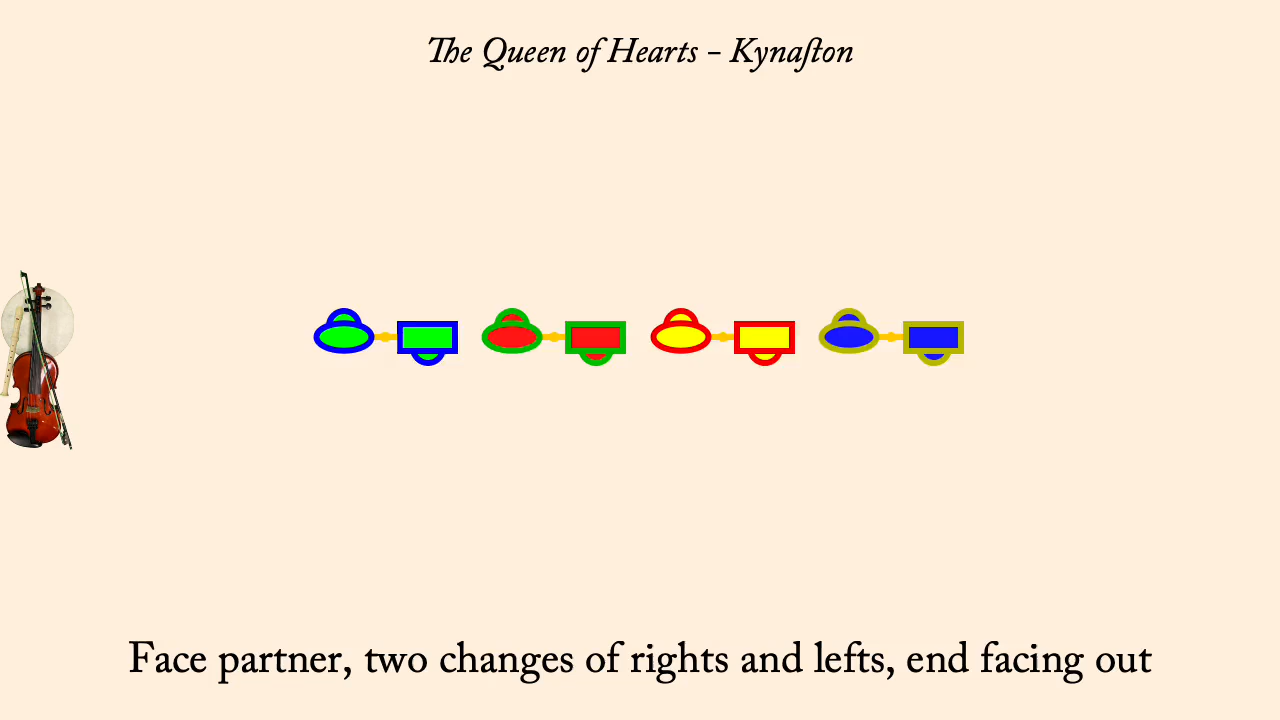 The Queen of Hearts – Kynaſton
Face partner, two changes of rights and lefts, end facing out